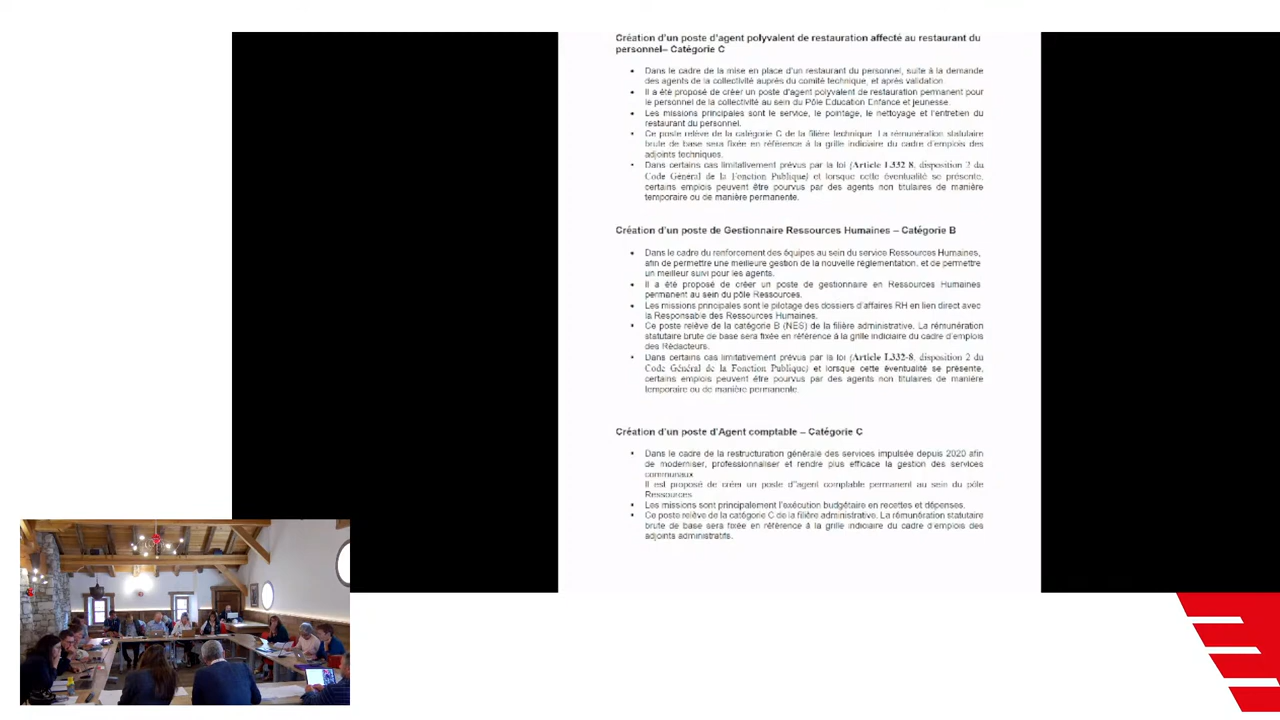 Création d'un poste d'agent polyvalent de restauration affecté au restaurant du
personnel– Catégorie C
• Dans le cadre de la mise en place d'un restaurant du personnel, suite à la demande
des agents de la collectivité auprès du comité technique, et après validation
• Il a été proposé de créer un poste d'agent polyvalent de restauration permanent pour
le personnel de la collectivité au sein du Pôle Education Enfance et jeunesse.
• Les missions principales sont le service, le pointage, le nettoyage et l'entretien du
restaurant du personnel.
• Ce poste relève de la catégorie C de la filière technique. La rémunération statutaire
brute de base sera fixée en référence à la grille indiciaire du cadre d'emplois des
adjoints techniques.
• Dans certains cas limitativement prévus par la loi (Article L332 8, disposition 2 du
Code Général de la Fonction Publique) et lorsque cette éventualité se présente,
certains emplois peuvent être pourvus par des agents non titulaires de manière
temporaire ou de manière permanente.
Création d'un poste de Gestionnaire Ressources Humaines – Catégorie B
• Dans le cadre du renforcement des équipes au sein du service Ressources Humaines,
afin de permettre une meilleure gestion de la nouvelle réglementation, et de permettre
un meilleur suivi pour les agents.
• Il a été proposé de créer un poste de gestionnaire en Ressources Humaines
permanent au sein du pôle Ressources.
• Les missions principales sont le pilotage des dossiers d'affaires RH en lien direct avec
la Responsable des Ressources Humaines.
• Ce poste relève de la catégorie B (NES) de la filière administrative. La rémunération
statutaire brute de base sera fixée en référence à la grille indiciaire du cadre d'emplois
des Rédacteurs.
• Dans certains cas limitativement prévus par la loi (Article L332-8, disposition 2 du
Code Général de la Fonction Publique) et lorsque cette éventualité se présente,
certains emplois peuvent être pourvus par des agents non titulaires de manière
temporaire ou de manière permanente.
Création d'un poste d'Agent comptable – Catégorie C
• Dans le cadre de la restructuration générale des services impulsée depuis 2020 afin
de moderniser, professionnaliser et rendre plus efficace la gestion des services
communaux
Il est proposé de créer un poste d''agent comptable permanent au sein du pôle
Ressources
• Les missions sont principalement l'exécution budgétaire en recettes et dépenses.
• Ce poste relève de la catégorie C de la filière administrative. La rémunération statutaire
brute de base sera fixée en référence à la grille indiciaire du cadre d'emplois des
adjoints administratifs.